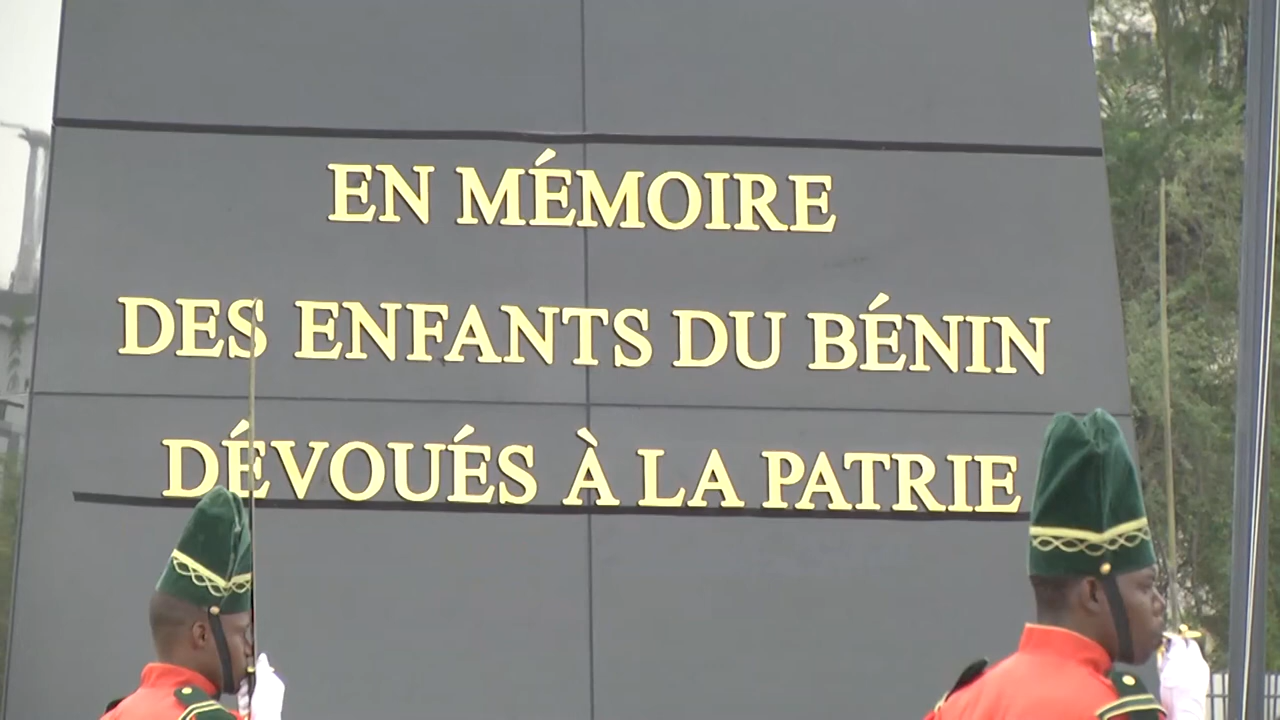 EN MÉMOIRE
DES ENFANTS DU BÉNIN
DÉVOUÉS À LA PATRIE